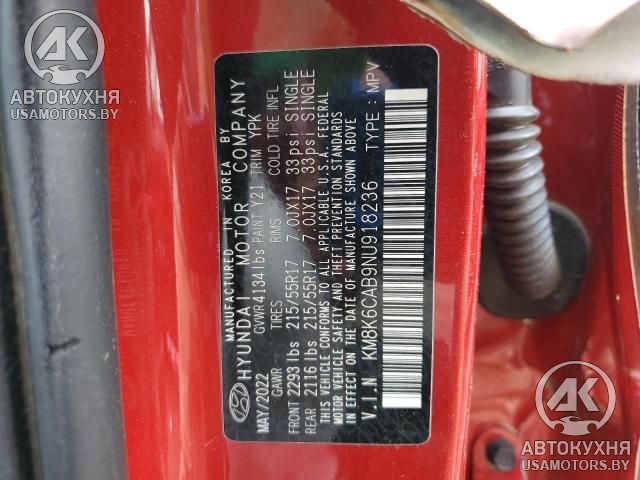 MANUFACTURED IN KOREA BY
HYUNDAI MOTOR COMPANY
MAY/2022 GVWR 4134 lbs PAINT Y21 TRIM YPK
GAWR TIRES RIMS COLD TIRE INFL
FRONT 2293 lbs 215/55R17 7.0JX17 33psi SINGLE
REAR 2116 lbs 215/55R17 7.0JX17 33psi SINGLE
THIS VEHICLE CONFORMS TO ALL APPLICABLE U.S.A. FEDERAL
MOTOR VEHICLE SAFETY AND THEFT PREVENTION STANDARDS
IN EFFECT ON THE DATE OF MANUFACTURE SHOWN ABOVE
V.I.N KM8K6CAB9NU918236 TYPE : MPV
AK
АВТОКУХНЯ
USAMOTORS.BY
AK
АВТОКУХНЯ
USAMOTORS.BY